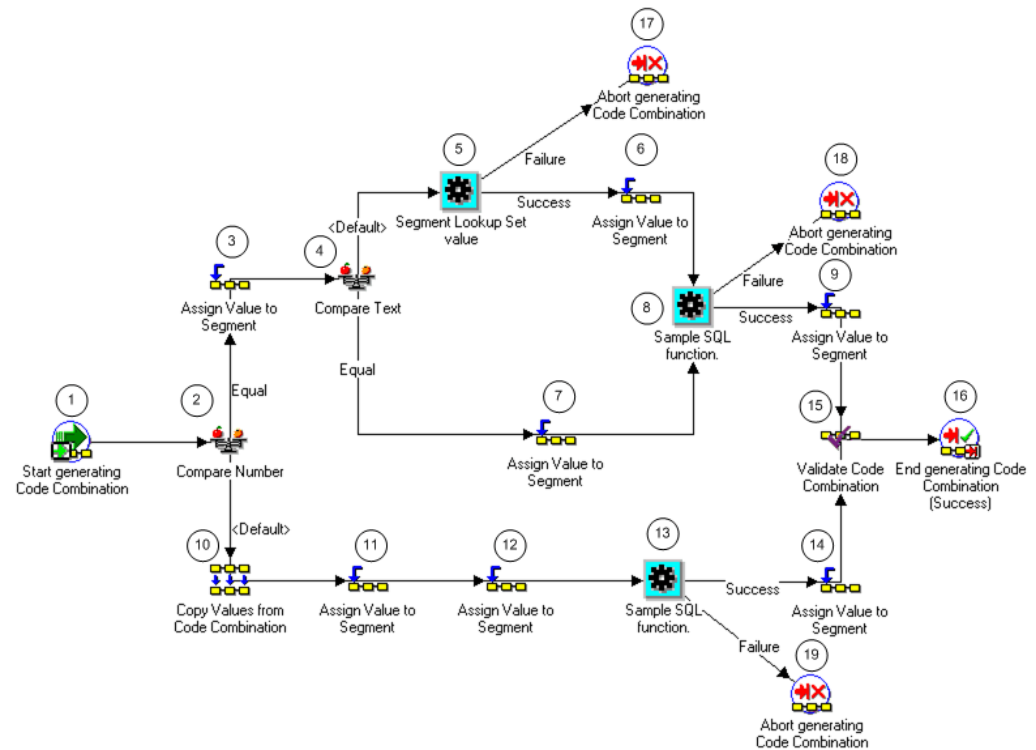 17
Abort generating
Code Combination
5
6
18
Failure
Success
<Default>
Segment Lookup Set
value
Assign Value to
Segment
Abort generating
Code Combination
3
4
9
Failure
8
Success
Assign Value to
Segment
Compare Text
Sample SQL
function.
Assign Value to
Segment
Equal
Equal
1
2
7
15
16
Start generating
Code Combination
Compare Number
Assign Value to
Segment
Validate Code
Combination
End generating Code
Combination
(Success)
<Default>
10
11
12
13
14
Success
Copy Values from
Code Combination
Assign Value to
Segment
Assign Value to
Segment
Sample SQL
function.
Assign Value to
Segment
Failure
19
Abort generating
Code Combination